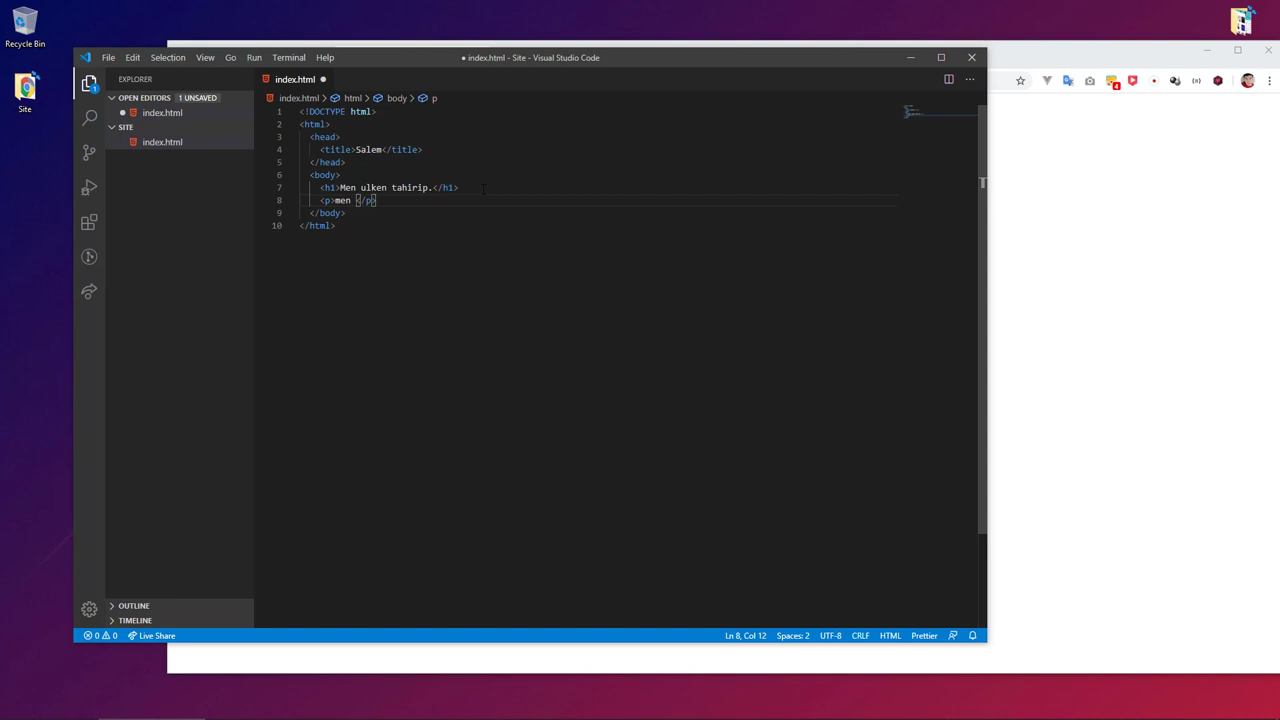 Recycle Bin
Site
File Edit Selection View Go Run Terminal Help
● index.html - Site - Visual Studio Code
EXPLORER
index.html
OPEN EDITORS 1 UNSAVED
index.html
SITE
index.html
1
index.html > html > body > p
1 <!DOCTYPE html>
2 <html>
3 <head>
4 <title>Salem</title>
5 </head>
6 <body>
7 <h1>Men ulken tahirip.</h1>
8 <p>men </p>
9 </body>
10 </html>
OUTLINE
TIMELINE
0 0 Live Share
Ln 8, Col 12 Spaces: 2 UTF-8 CRLF HTML Prettier
4